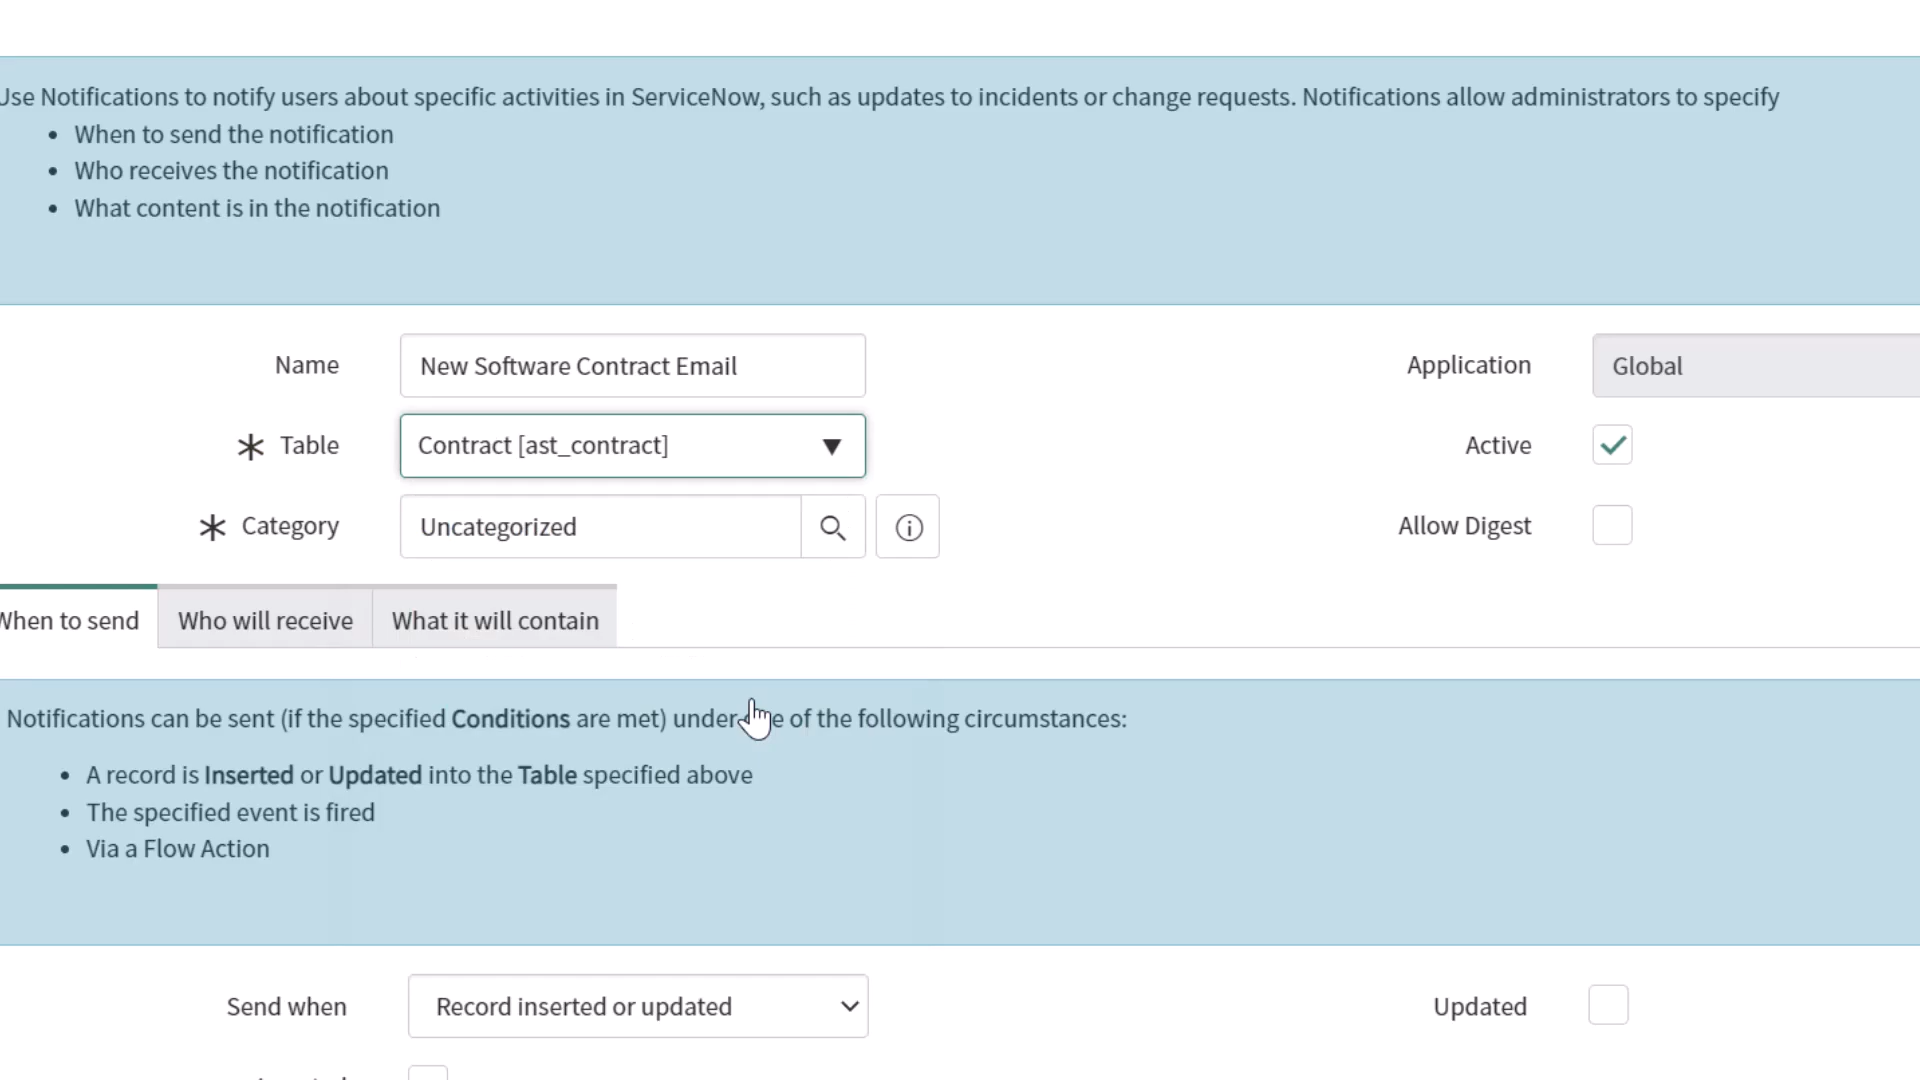 Use Notifications to notify users about specific activities in ServiceNow, such as updates to incidents or change requests. Notifications allow administrators to specify
• When to send the notification
• Who receives the notification
• What content is in the notification
Name New Software Contract Email Application Global
Table Contract [ast_contract] Active
Category Uncategorized Allow Digest
When to send Who will receive What it will contain
Notifications can be sent (if the specified Conditions are met) under of the following circumstances:
• A record is Inserted or Updated into the Table specified above
• The specified event is fired
• Via a Flow Action
Send when Record inserted or updated Updated